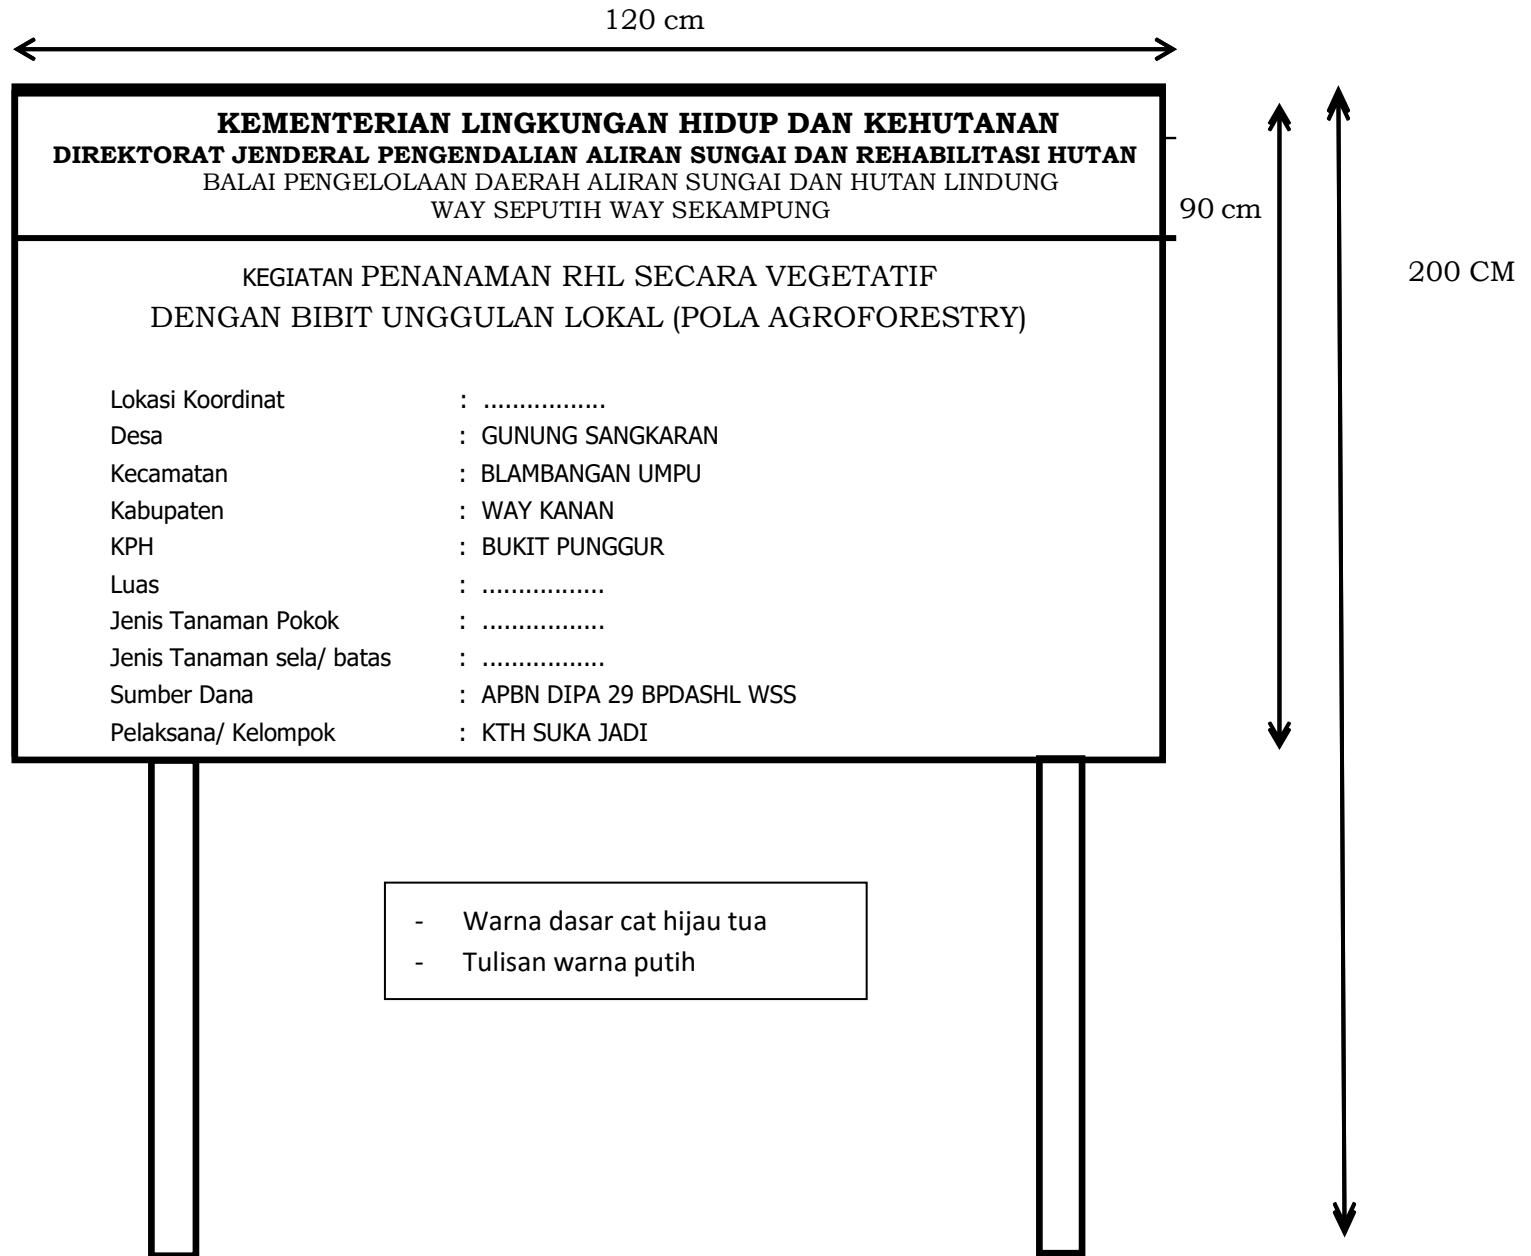 120 cm
KEMENTERIAN LINGKUNGAN HIDUP DAN KEHUTANAN
DIREKTORAT JENDERAL PENGENDALIAN ALIRAN SUNGAI DAN REHABILITASI HUTAN
BALAI PENGELOLAAN DAERAH ALIRAN SUNGAI DAN HUTAN LINDUNG
WAY SEPUTIH WAY SEKAMPUNG
90 cm
200 CM
KEGIATAN PENANAMAN RHL SECARA VEGETATIF
DENGAN BIBIT UNGGULAN LOKAL (POLA AGROFORESTRY)
Lokasi Koordinat : .................
Desa : GUNUNG SANGKARAN
Kecamatan : BLAMBANGAN UMPU
Kabupaten : WAY KANAN
KPH : BUKIT PUNGGUR
Luas : .................
Jenis Tanaman Pokok : .................
Jenis Tanaman sela/ batas : .................
Sumber Dana : APBN DIPA 29 BPDASHL WSS
Pelaksana/ Kelompok : KTH SUKA JADI
- Warna dasar cat hijau tua
- Tulisan warna putih